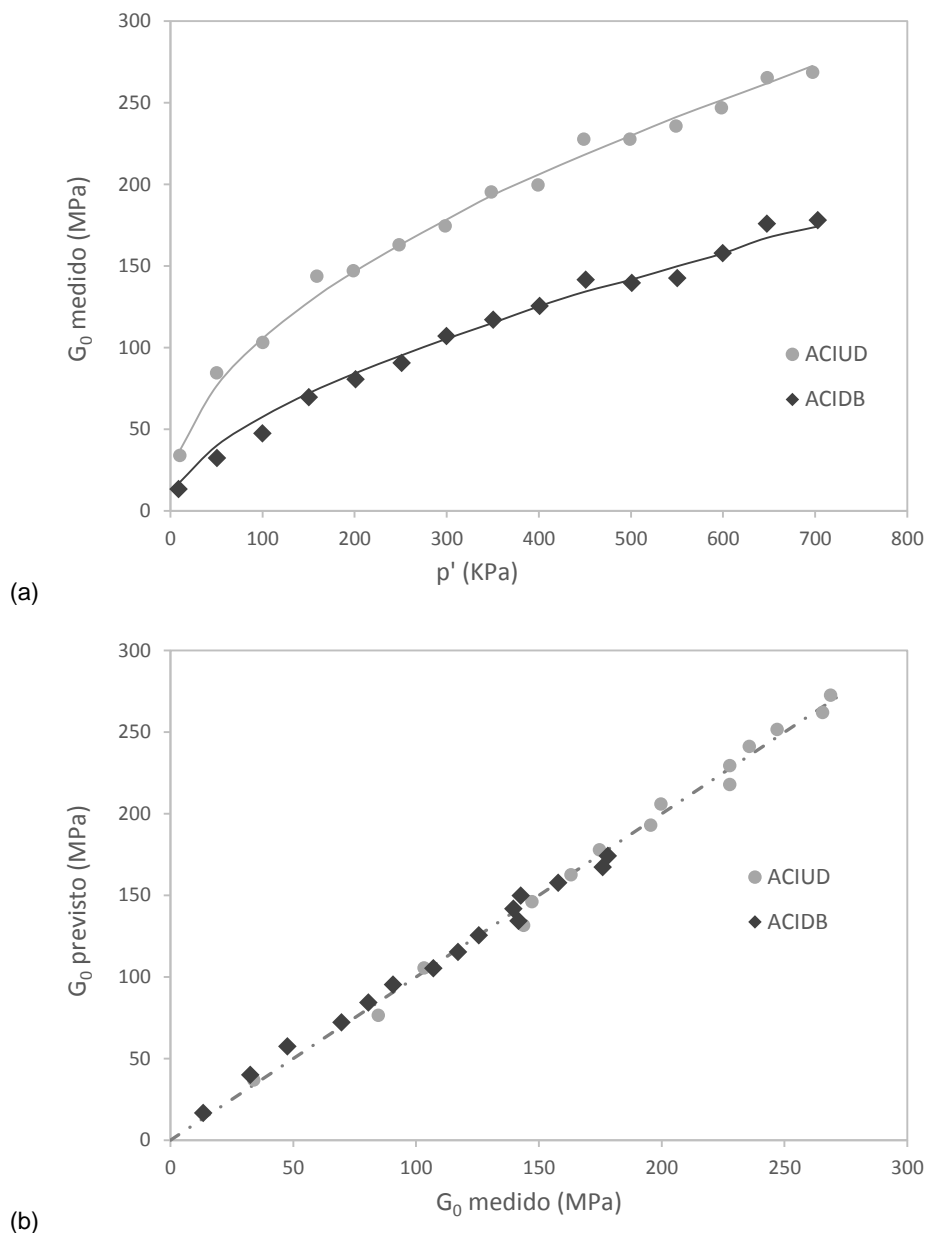 300
250
200
150
100
50
0
G₀ medido (MPa)
ACIUD
ACIDB
0 100 200 300 400 500 600 700 800
p' (KPa)
(a)
300
250
200
150
100
50
0
G₀ previsto (MPa)
ACIUD
ACIDB
0 50 100 150 200 250 300
G₀ medido (MPa)
(b)